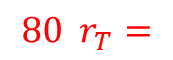 80 r_T =